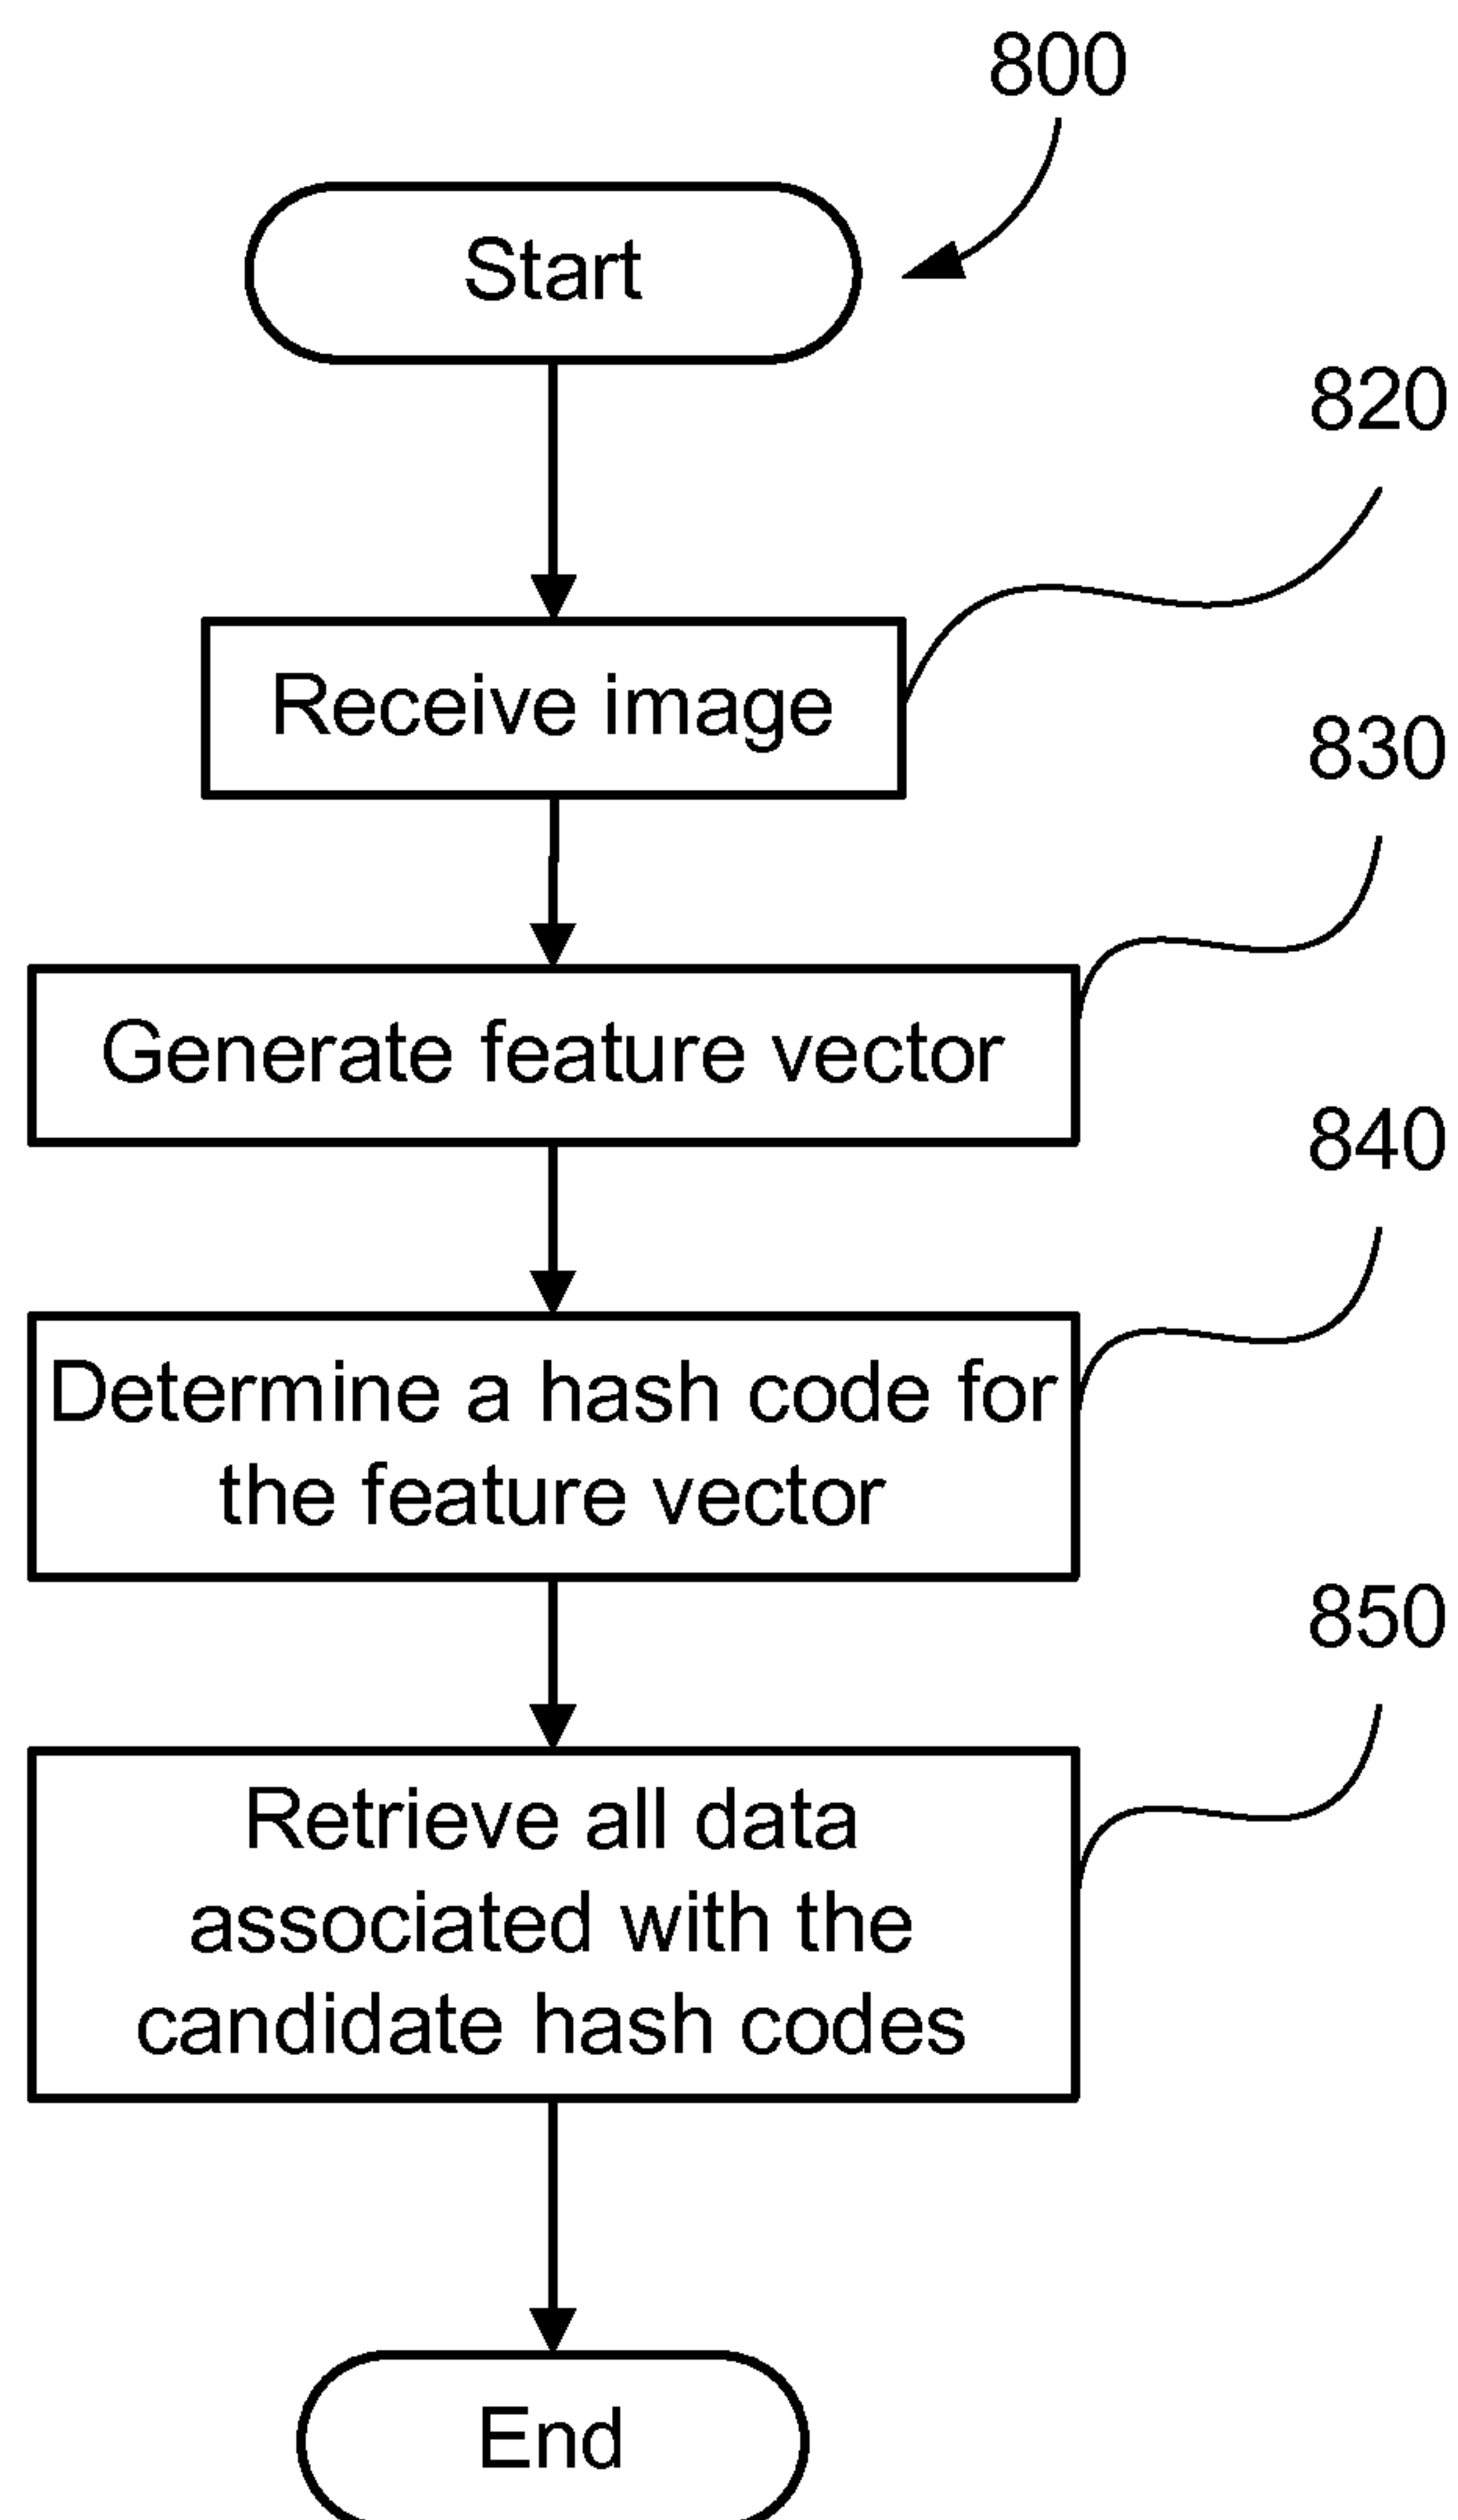 800
Start
820
Receive image
830
Generate feature vector
840
Determine a hash code for
the feature vector
850
Retrieve all data
associated with the
candidate hash codes
End